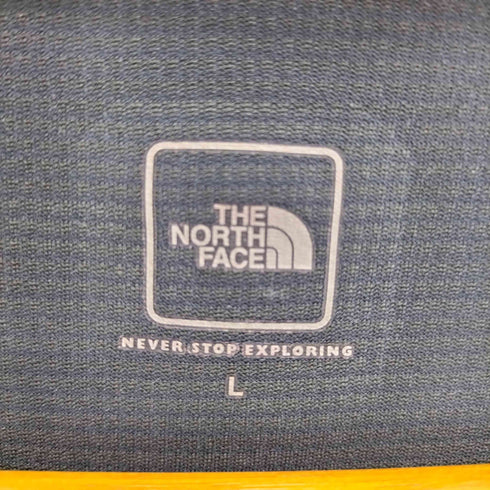 THE
NORTH
FACE
NEVER STOP EXPLORING
L